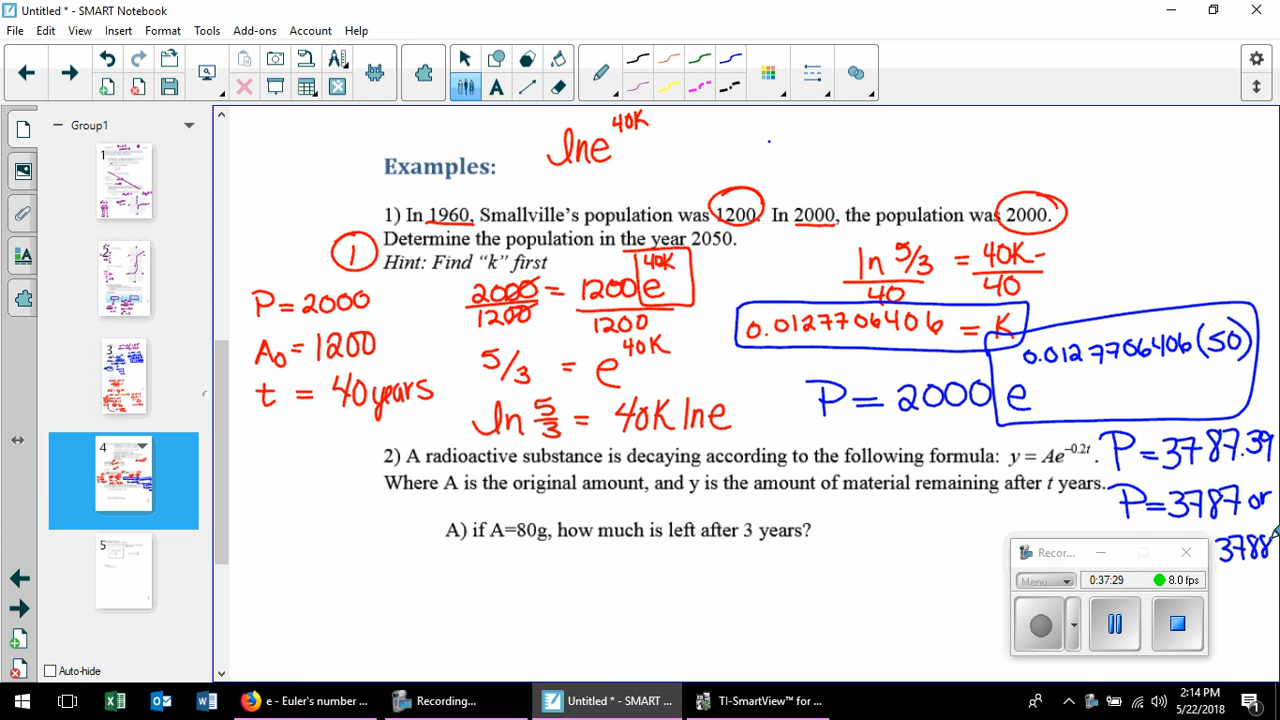 Untitled * - SMART Notebook
File Edit View Insert Format Tools Add-ons Account Help
Group1
1
2
3
4
5
Auto-hide
ln e^40K
Examples:
1) In 1960, Smallville's population was 1200. In 2000, the population was 2000.
Determine the population in the year 2050.
Hint: Find "k" first
1
P = 2000
A₀ = 1200
t = 40 years
2000/1200 = 1200 e^40K/1200
5/3 = e^40K
ln 5/3 = 40K ln e
ln 5/3/40 = 40K/40
0.0127706406 = K
P = 2000 e^0.0127706406(50)
P = 3787.39
P = 3787 or
3788
2) A radioactive substance is decaying according to the following formula: y = Ae^–0.2t.
Where A is the original amount, and y is the amount of material remaining after t years.
A) if A=80g, how much is left after 3 years?
Recor...
Menu 0:37:29 8.0 fps
e - Euler's number ...
Recording...
Untitled * - SMART ...
TI-SmartView™ for ...
2:14 PM
5/22/2018
1